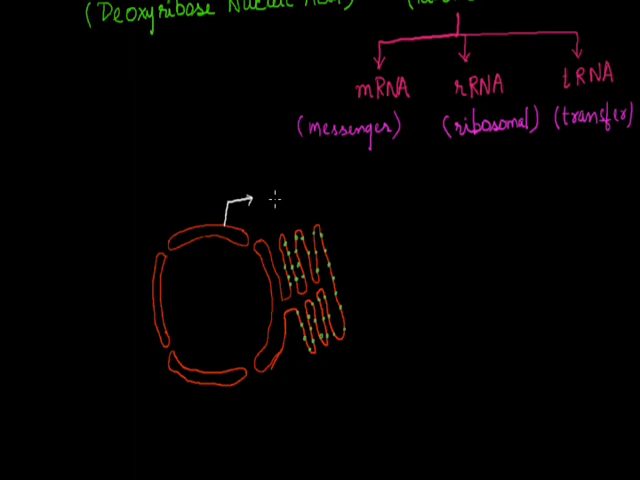 (Deoxyribose Nucleic Acid)
mRNA rRNA tRNA
(messenger) (ribosomal) (transfer)